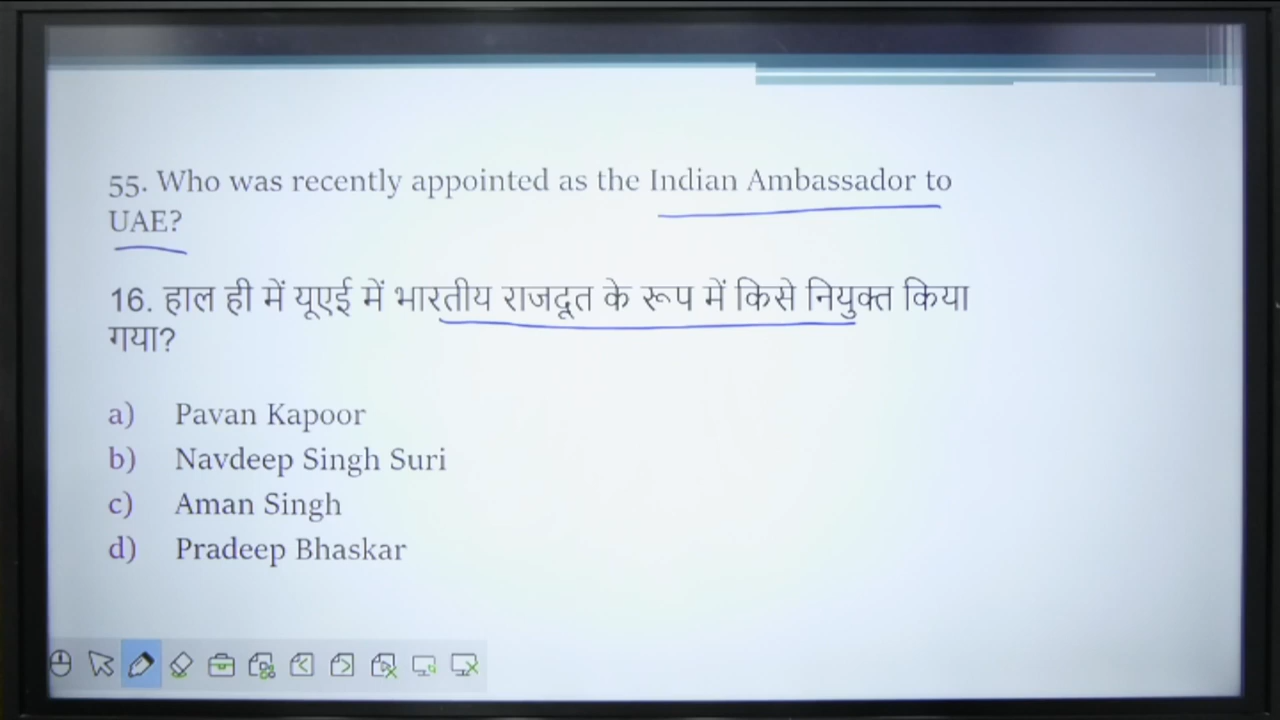 55. Who was recently appointed as the Indian Ambassador to
UAE?
16. हाल ही में यूएई में भारतीय राजदूत के रूप में किसे नियुक्त किया
गया?
a) Pavan Kapoor
b) Navdeep Singh Suri
c) Aman Singh
d) Pradeep Bhaskar